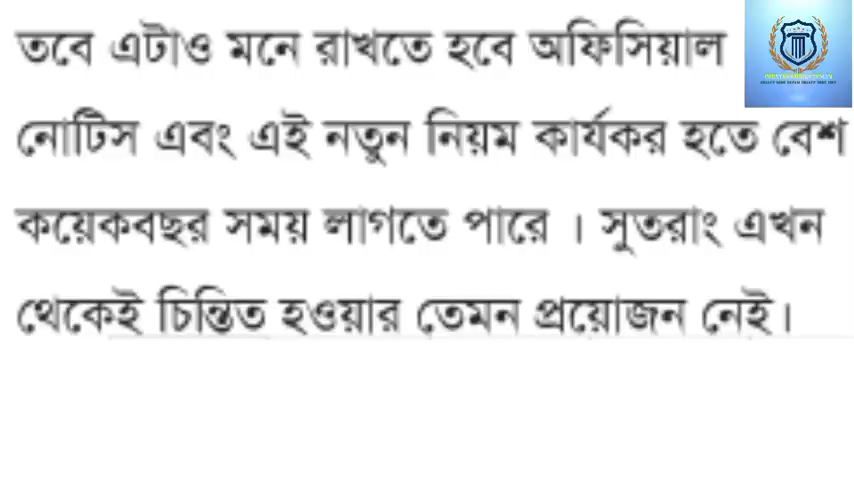 তবে এটাও মনে রাখতে হবে অফিসিয়াল
নোটিস এবং এই নতুন নিয়ম কার্যকর হতে বেশ
কয়েকবছর সময় লাগতে পারে । সুতরাং এখন
থেকেই চিন্তিত হওয়ার তেমন প্রয়োজন নেই।